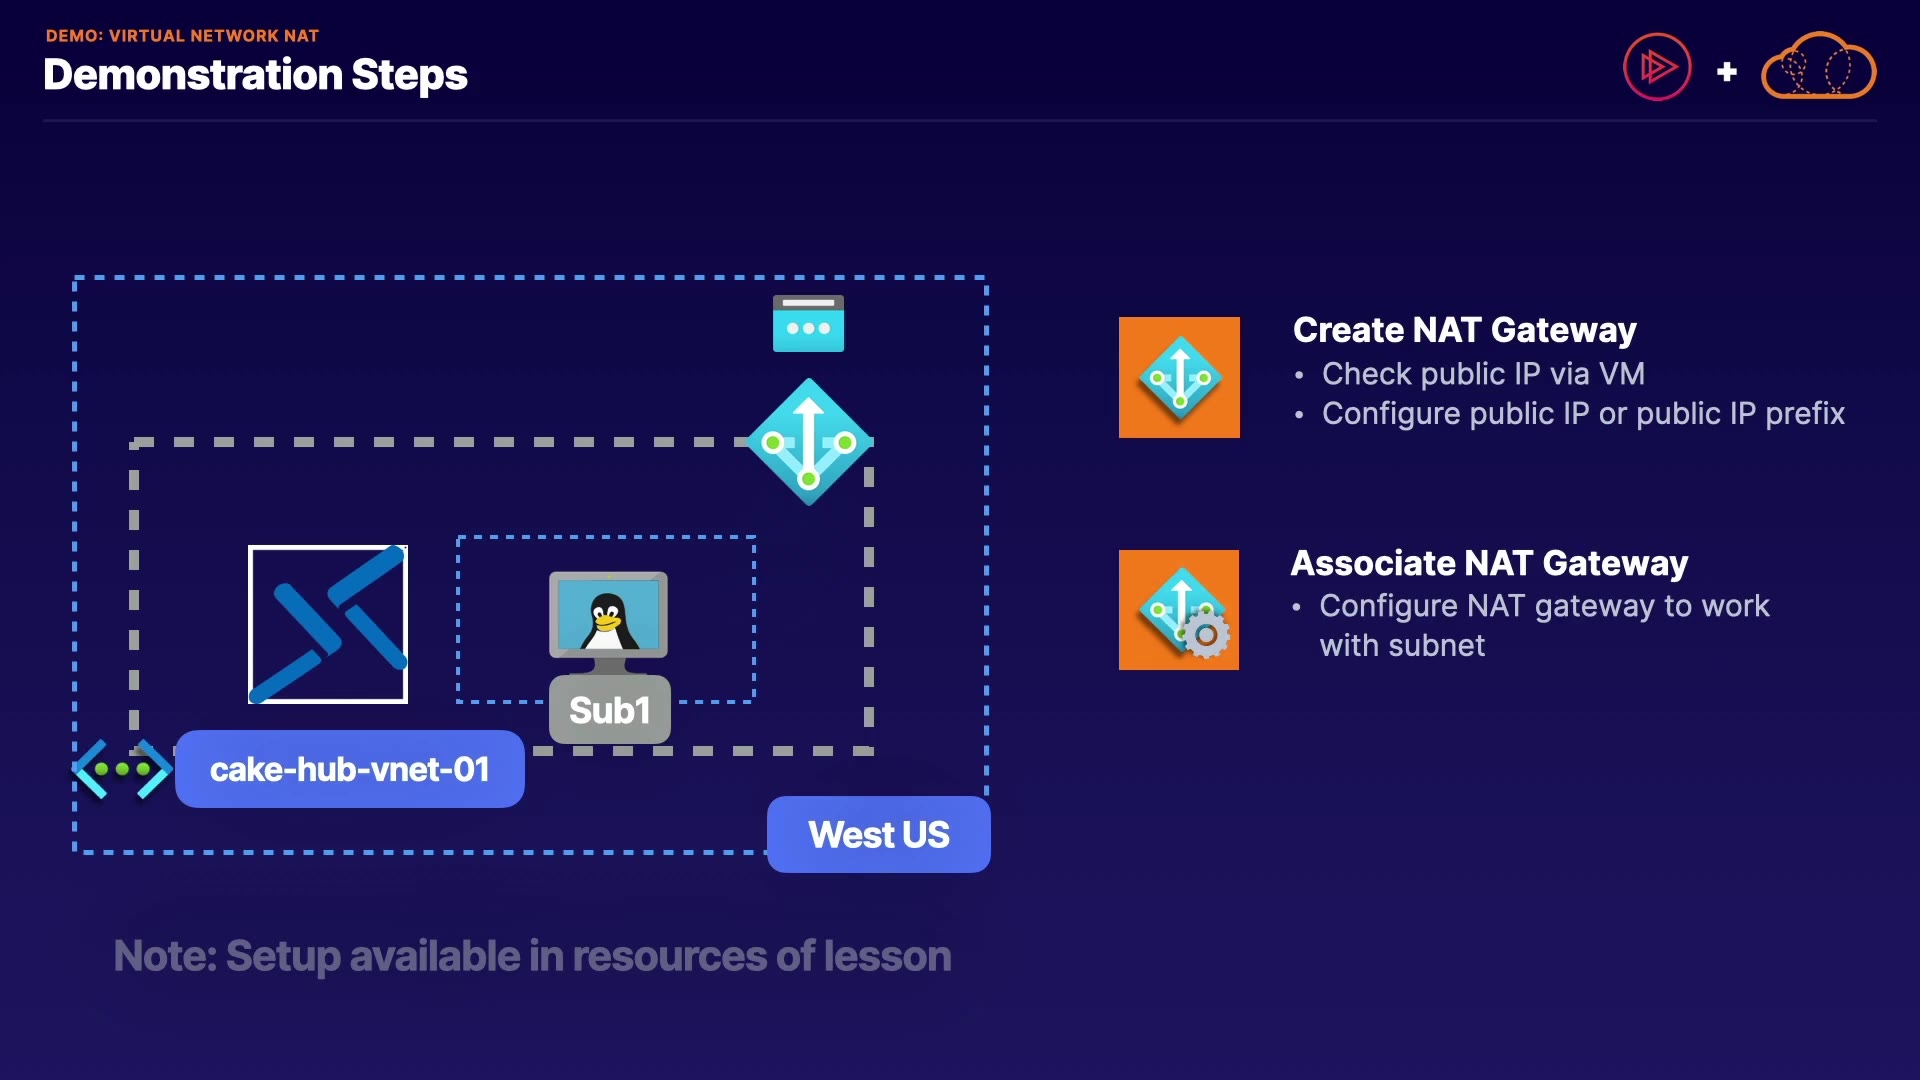 DEMO: VIRTUAL NETWORK NAT
Demonstration Steps
Sub1
cake-hub-vnet-01
West US
Note: Setup available in resources of lesson
Create NAT Gateway
• Check public IP via VM
• Configure public IP or public IP prefix
Associate NAT Gateway
• Configure NAT gateway to work
with subnet